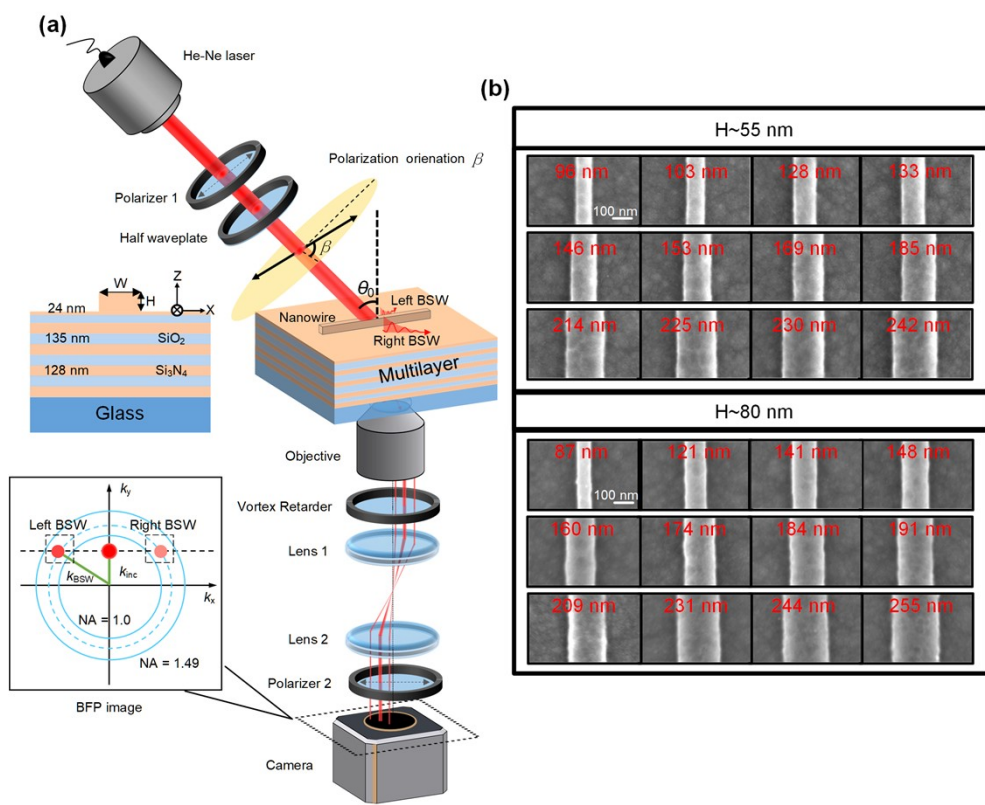 (a)
He-Ne laser
Polarizer 1
Half waveplate
Polarization orienation β
β
θ0
Nanowire
Left BSW
Right BSW
Multilayer
W
H
Z
X
24 nm
135 nm
SiO2
128 nm
Si3N4
Glass
Objective
Vortex Retarder
Lens 1
Lens 2
Polarizer 2
Camera
ky
Left BSW
Right BSW
kBSW
kinc
kx
NA = 1.0
NA = 1.49
BFP image
(b)
H~55 nm
96 nm 103 nm 128 nm 133 nm
100 nm
146 nm 153 nm 169 nm 185 nm
214 nm 225 nm 230 nm 242 nm
H~80 nm
87 nm 121 nm 141 nm 148 nm
100 nm
160 nm 174 nm 184 nm 191 nm
209 nm 231 nm 244 nm 255 nm